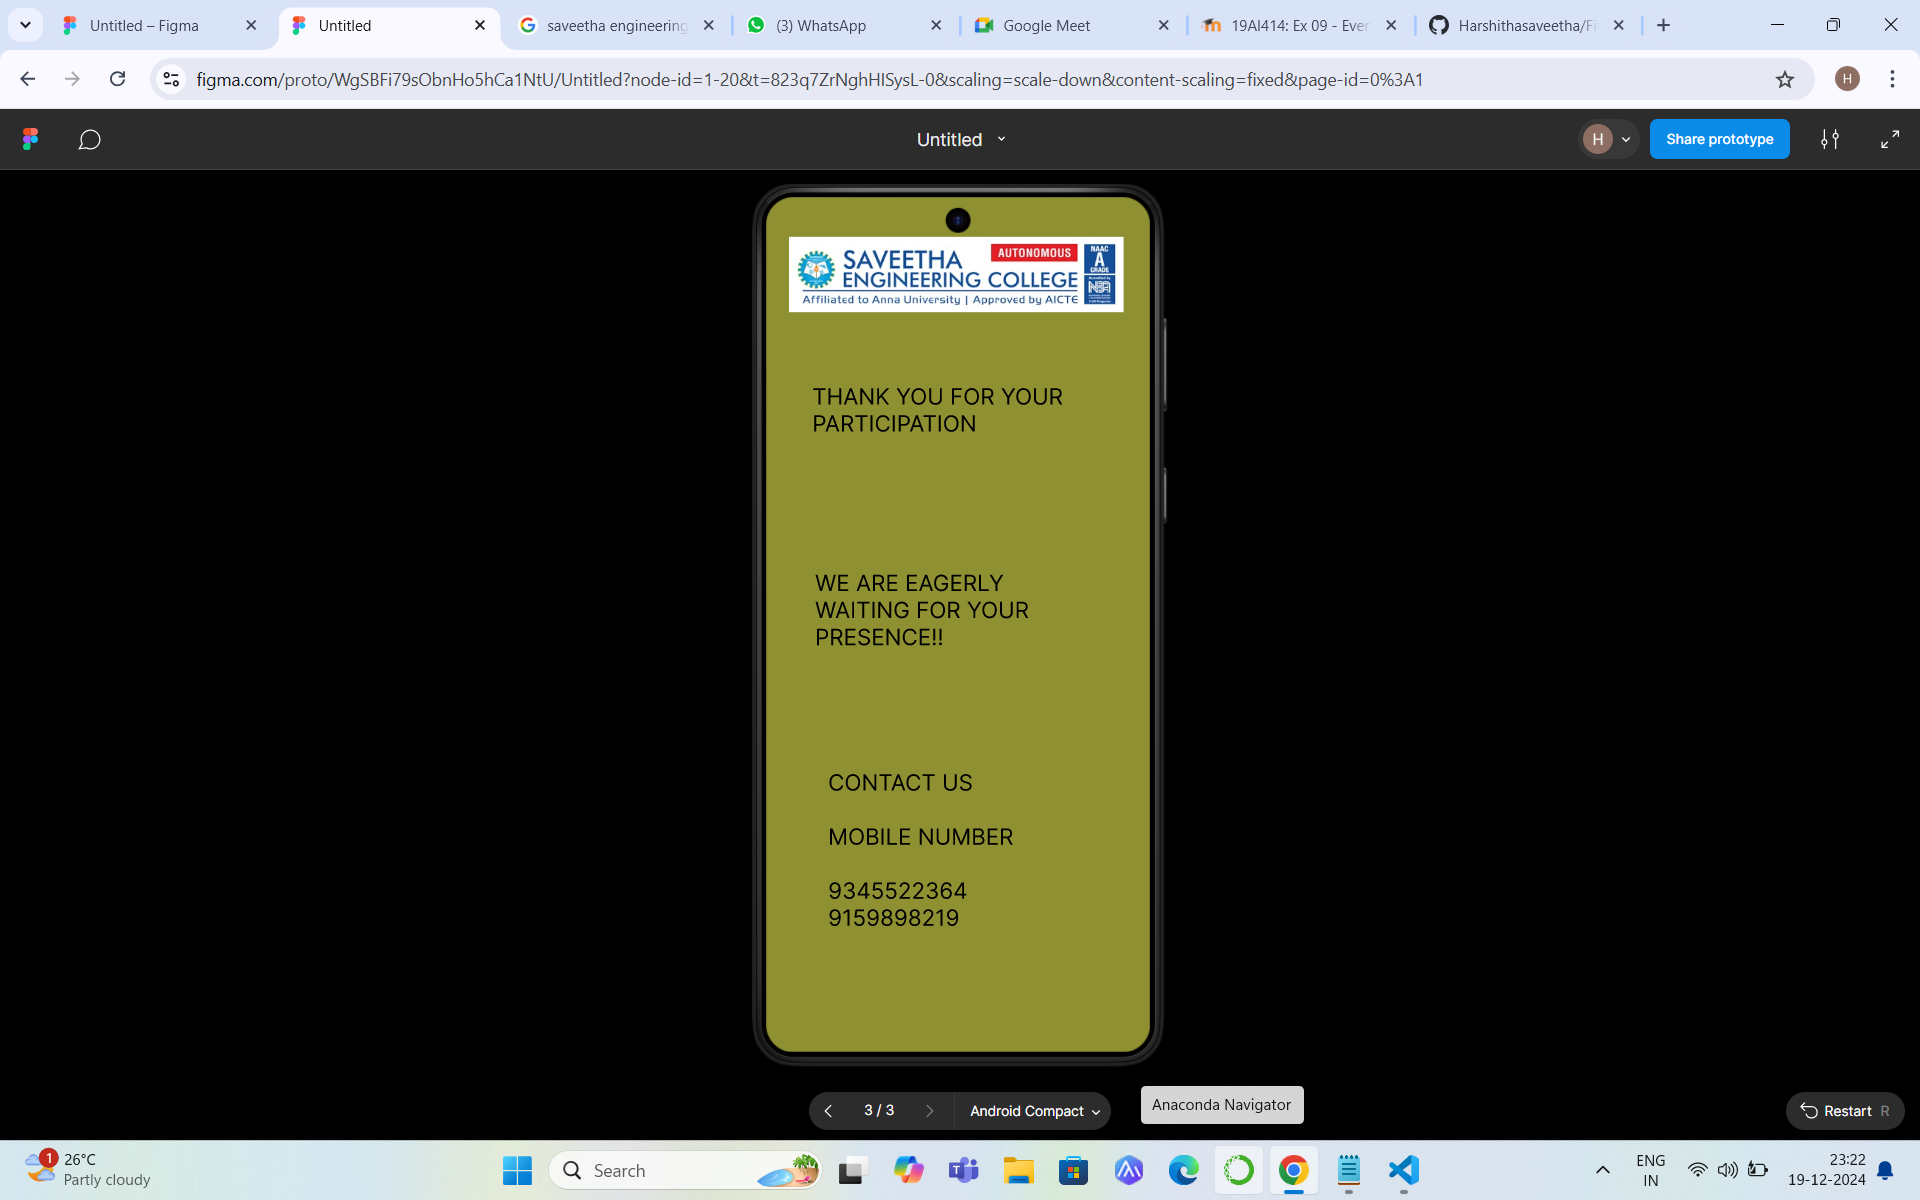 Untitled – Figma
Untitled
saveetha engineering
(3) WhatsApp
Google Meet
19AI414: Ex 09 - Ever
Harshithasaveetha/Fi
figma.com/proto/WgSBFi79sObnHo5hCa1NtU/Untitled?node-id=1-20&t=823q7ZrNghHISysL-0&scaling=scale-down&content-scaling=fixed&page-id=0%3A1
H
Untitled
H
Share prototype
SAVEETHA
AUTONOMOUS
ENGINEERING COLLEGE
Affiliated to Anna University | Approved by AICTE
NAAC
A
GRADE
NBA
THANK YOU FOR YOUR
PARTICIPATION
WE ARE EAGERLY
WAITING FOR YOUR
PRESENCE!!
CONTACT US
MOBILE NUMBER
9345522364
9159898219
3 / 3
Android Compact
Anaconda Navigator
Restart R
1
26°C
Partly cloudy
Search
ENG
IN
23:22
19-12-2024